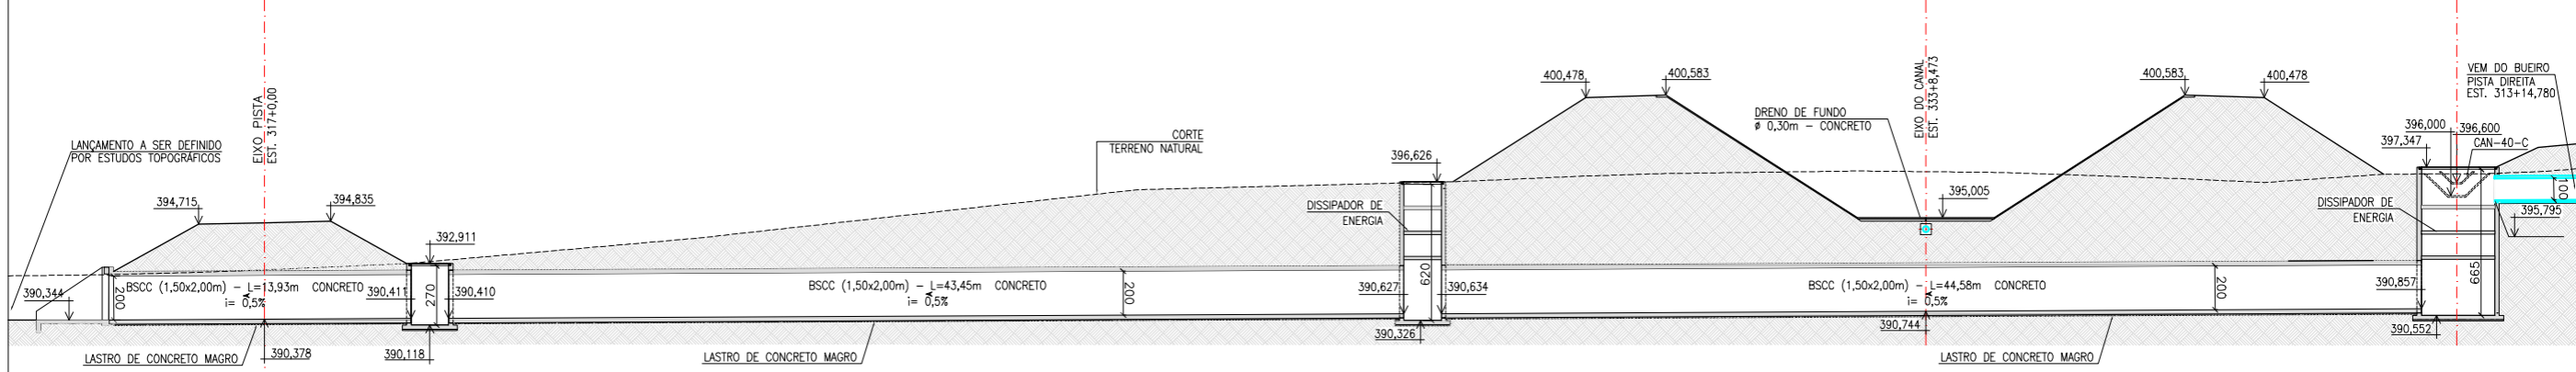 LANÇAMENTO A SER DEFINIDO
POR ESTUDOS TOPOGRÁFICOS
390,344
200
394,715
EIXO PISTA
EST. 317+0,00
394,835
BSCC (1,50x2,00m) - L=13,93m CONCRETO
i= 0,5%
LASTRO DE CONCRETO MAGRO
390,378
392,911
390,411
270
390,410
390,118
CORTE
TERRENO NATURAL
BSCC (1,50x2,00m) - L=43,45m CONCRETO
i= 0,5%
200
LASTRO DE CONCRETO MAGRO
396,626
DISSIPADOR DE
ENERGIA
390,627
620
390,634
390,326
400,478
400,583
DRENO DE FUNDO
ø 0,30m - CONCRETO
EIXO DO CANAL
EST. 333+8,473
395,005
400,583
400,478
BSCC (1,50x2,00m) - L=44,58m CONCRETO
i= 0,5%
200
390,744
LASTRO DE CONCRETO MAGRO
VEM DO BUEIRO
PISTA DIREITA
EST. 313+14,780
396,000
396,600
397,347
CAN-40-C
100
395,795
DISSIPADOR DE
ENERGIA
390,857
665
390,552